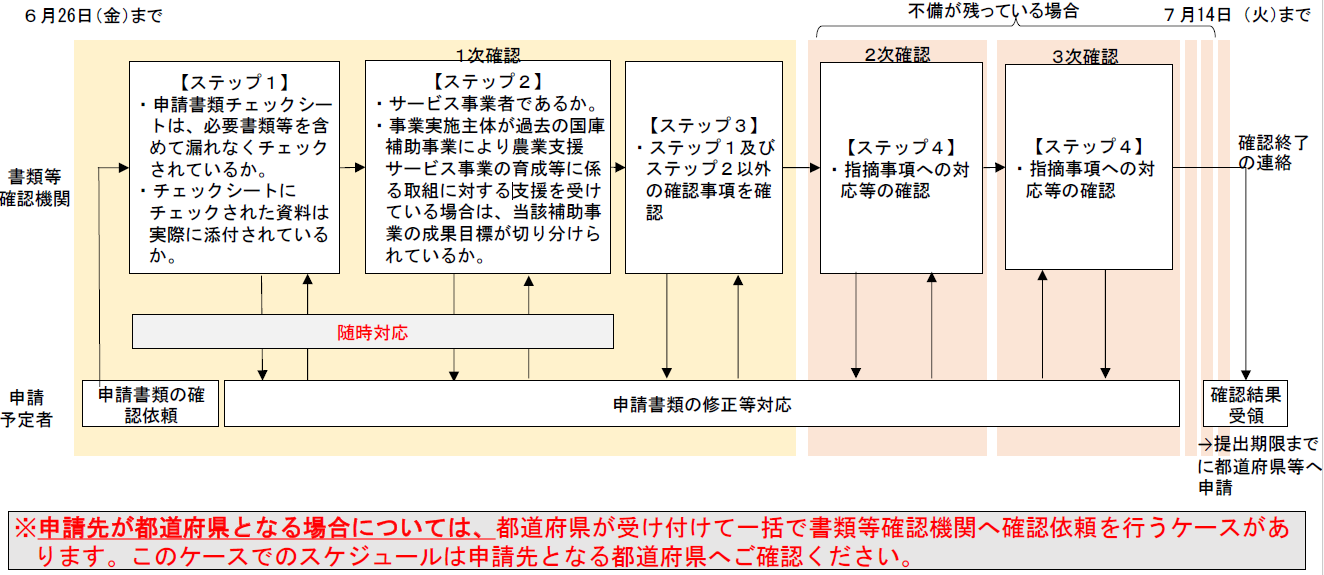 ６月26日(金)まで
不備が残っている場合
７月14日（火)まで
１次確認
２次確認
３次確認
書類等
確認機関
【ステップ１】
・申請書類チェックシー
トは、必要書類等を含
めて漏れなくチェック
されているか。
・チェックシートに
チェックされた資料は
実際に添付されている
か。
【ステップ２】
・サービス事業者であるか。
・事業実施主体が過去の国庫
補助事業により農業支援
サービス事業の育成等に係
る取組に対する支援を受け
ている場合は、当該補助事
業の成果目標が切り分けら
れているか。
【ステップ３】
・ステップ１及び
ステップ２以外
の確認事項を確
認
【ステップ４】
・指摘事項への対
応等の確認
【ステップ４】
・指摘事項への対
応等の確認
確認終了
の連絡
随時対応
申請
予定者
申請書類の確
認依頼
申請書類の修正等対応
確認結果
受領
→提出期限まで
に都道府県等へ
申請
※申請先が都道府県となる場合については、都道府県が受け付けて一括で書類等確認機関へ確認依頼を行うケースがあ
ります。このケースでのスケジュールは申請先となる都道府県へご確認ください。